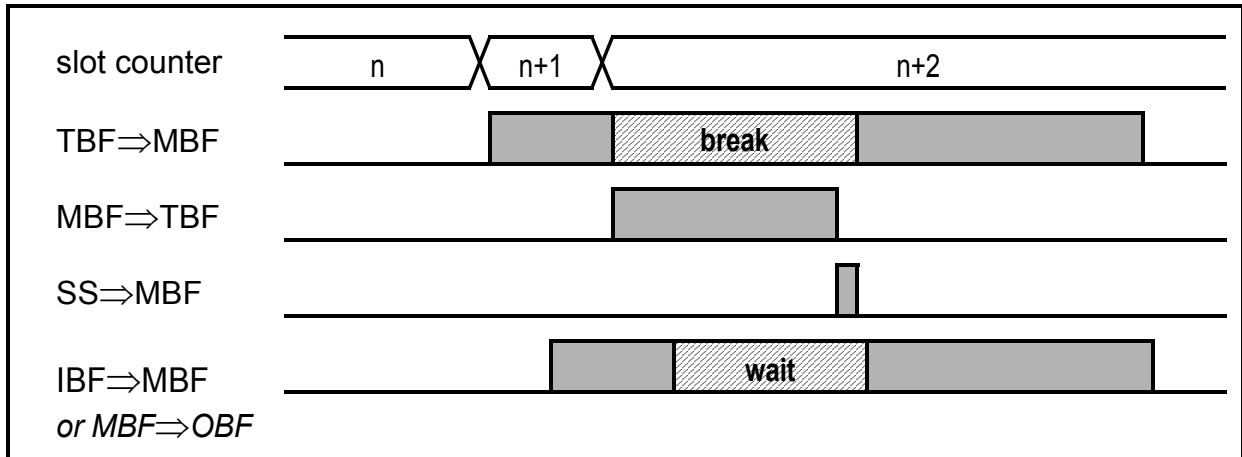 slot counter n n+1 n+2
TBF⇒MBF break
MBF⇒TBF
SS⇒MBF
IBF⇒MBF wait
or MBF⇒OBF